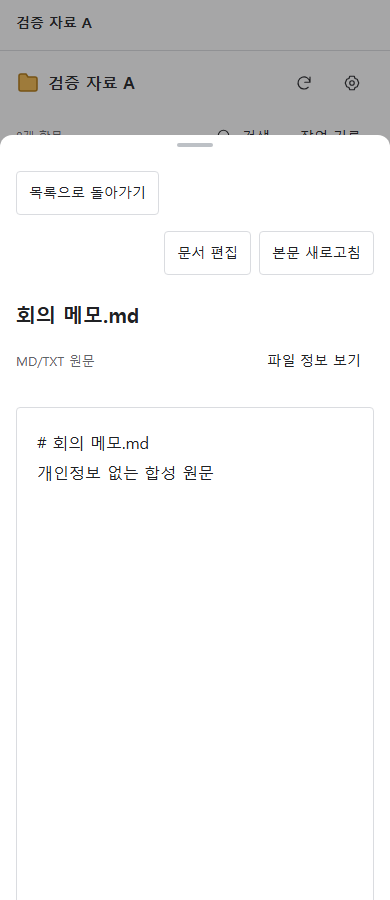 검증 자료 A
검증 자료 A
목록으로 돌아가기
문서 편집 본문 새로고침
회의 메모.md
MD/TXT 원문 파일 정보 보기
# 회의 메모.md
개인정보 없는 합성 원문